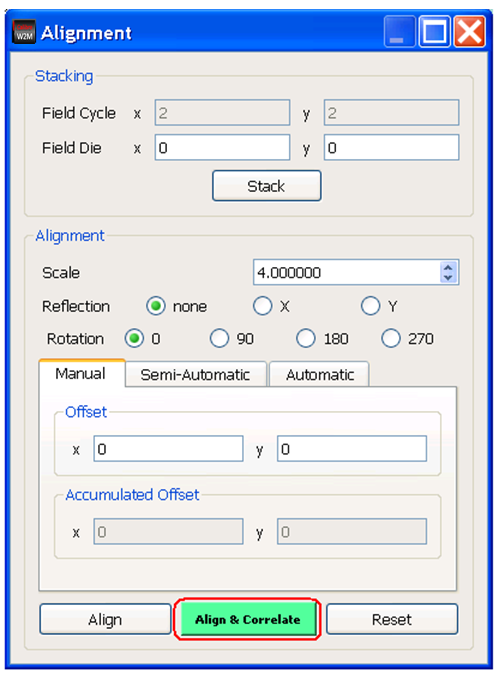 W2M Alignment
Stacking
Field Cycle x 2 y 2
Field Die x 0 y 0
Stack
Alignment
Scale 4.000000
Reflection none X Y
Rotation 0 90 180 270
Manual Semi-Automatic Automatic
Offset
x 0 y 0
Accumulated Offset
x 0 y 0
Align Align & Correlate Reset